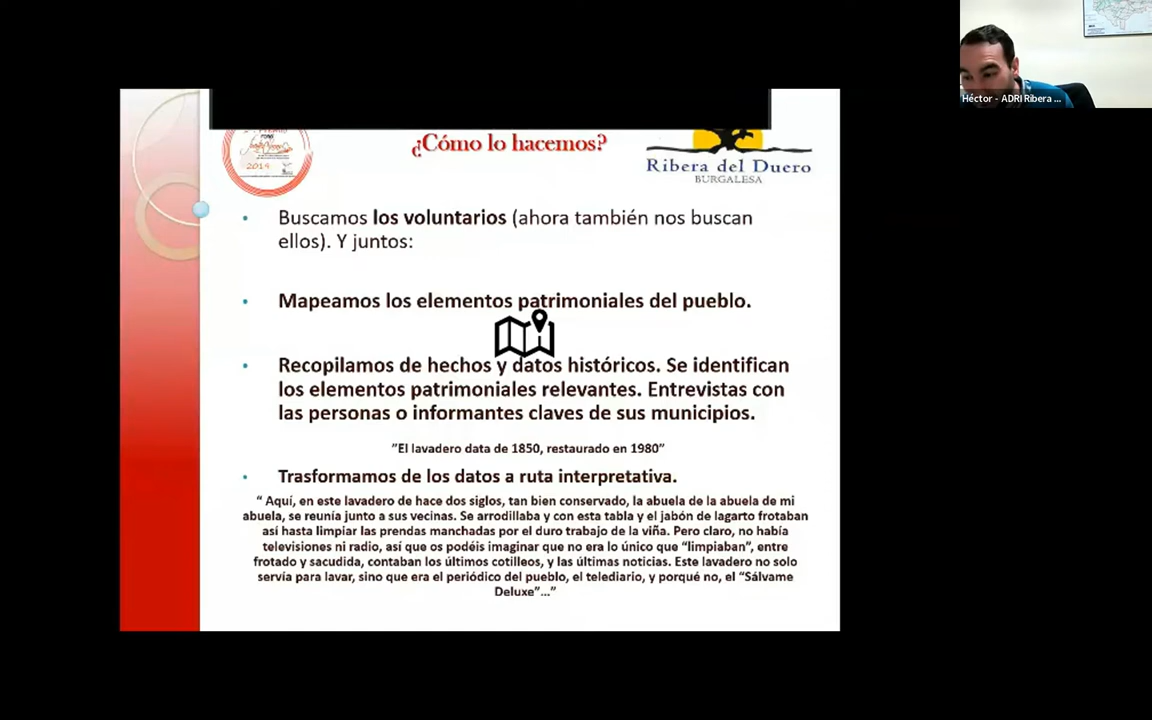 ¿Cómo lo hacemos?
2019
Ribera del Duero
BURGALESA
Héctor - ADRI Ribera ...
• Buscamos los voluntarios (ahora también nos buscan
ellos). Y juntos:
• Mapeamos los elementos patrimoniales del pueblo.
• Recopilamos de hechos y datos históricos. Se identifican
los elementos patrimoniales relevantes. Entrevistas con
las personas o informantes claves de sus municipios.
"El lavadero data de 1850, restaurado en 1980"
• Trasformamos de los datos a ruta interpretativa.
" Aquí, en este lavadero de hace dos siglos, tan bien conservado, la abuela de la abuela de mi
abuela, se reunía junto a sus vecinas. Se arrodillaba y con esta tabla y el jabón de lagarto frotaban
así hasta limpiar las prendas manchadas por el duro trabajo de la viña. Pero claro, no había
televisiones ni radio, así que os podéis imaginar que no era lo único que "limpiaban", entre
frotado y sacudida, contaban los últimos cotilleos, y las últimas noticias. Este lavadero no solo
servía para lavar, sino que era el periódico del pueblo, el telediario, y porqué no, el "Sálvame
Deluxe"..."